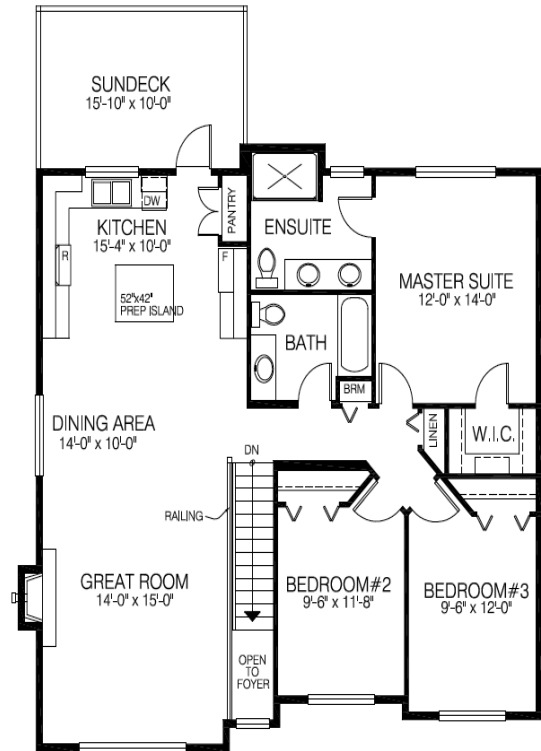 SUNDECK
15'-10" x 10'-0"
DW
KITCHEN
15'-4" x 10'-0"
PANTRY
ENSUITE
R
F
MASTER SUITE
12'-0" x 14'-0"
52"x42"
PREP ISLAND
BATH
BRM
DINING AREA
14'-0" x 10'-0"
LINEN
W.I.C.
DN
RAILING
GREAT ROOM
14'-0" x 15'-0"
BEDROOM#2
9'-6" x 11'-8"
BEDROOM#3
9'-6" x 12'-0"
OPEN
TO
FOYER